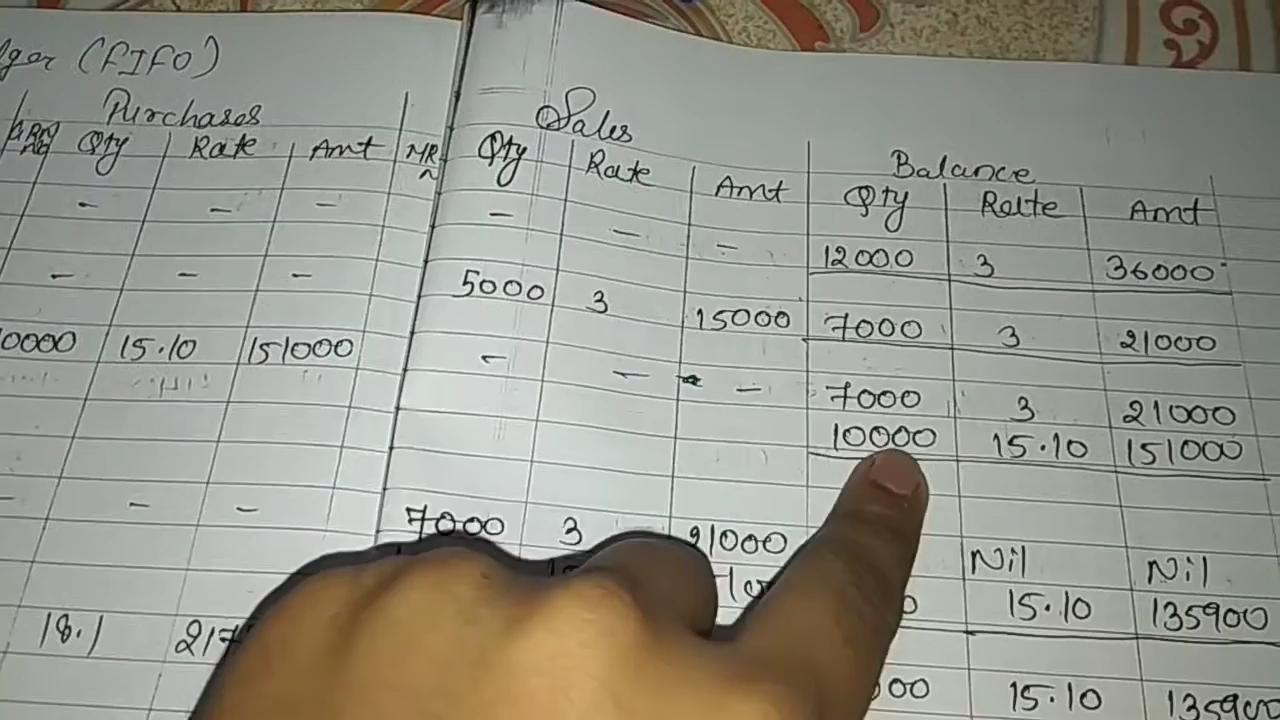 (FIFO)
Purchases Sales Balance
Qty Rate Amt Qty Rate Amt Qty Rate Amt
- - - - - - 12000 3 36000
- - - 5000 3 15000 7000 3 21000
0000 15.10 151000 - - - 7000 3 21000
10000 15.10 151000
- - - 7000 3 21000 Nil Nil
15.10 135900
18.1 15.10